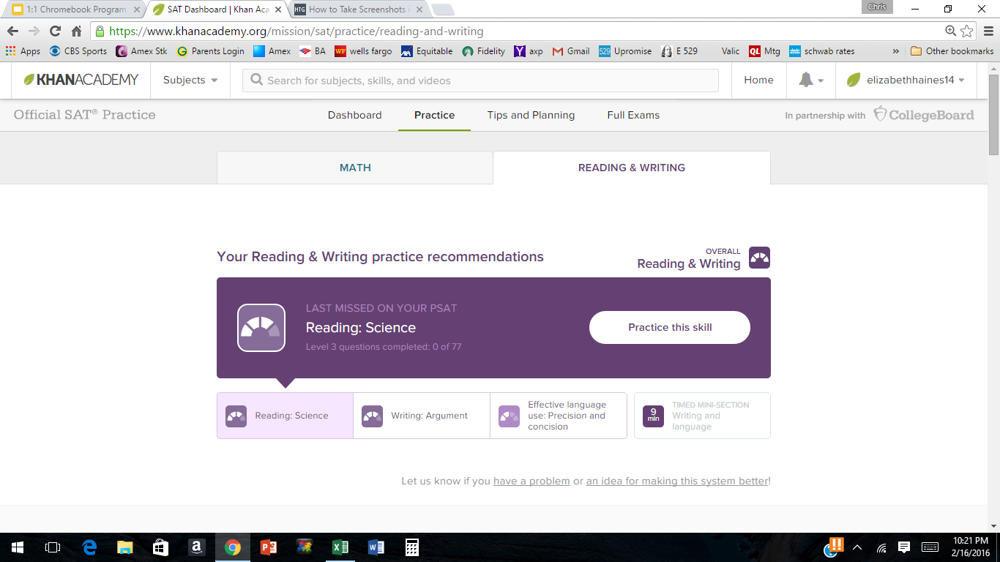 1:1 Chromebook Program
SAT Dashboard | Khan Aca
HTG How to Take Screenshots i
Chris
https://www.khanacademy.org/mission/sat/practice/reading-and-writing
Apps CBS Sports Amex Stk Parents Login Amex BA WF wells fargo AXA Equitable Fidelity Y axp Gmail 529 Upromise E 529 Valic QL Mtg schwab rates » Other bookmarks
KHANACADEMY Subjects Search for subjects, skills, and videos Home elizabethhaines14
Official SAT® Practice Dashboard Practice Tips and Planning Full Exams In partnership with CollegeBoard
MATH READING & WRITING
Your Reading & Writing practice recommendations
OVERALL
Reading & Writing
LAST MISSED ON YOUR PSAT
Reading: Science
Level 3 questions completed: 0 of 77
Practice this skill
Reading: Science
Writing: Argument
Effective language
use: Precision and
concision
9
min
TIMED MINI-SECTION
Writing and
language
Let us know if you have a problem or an idea for making this system better!
10:21 PM
2/16/2016